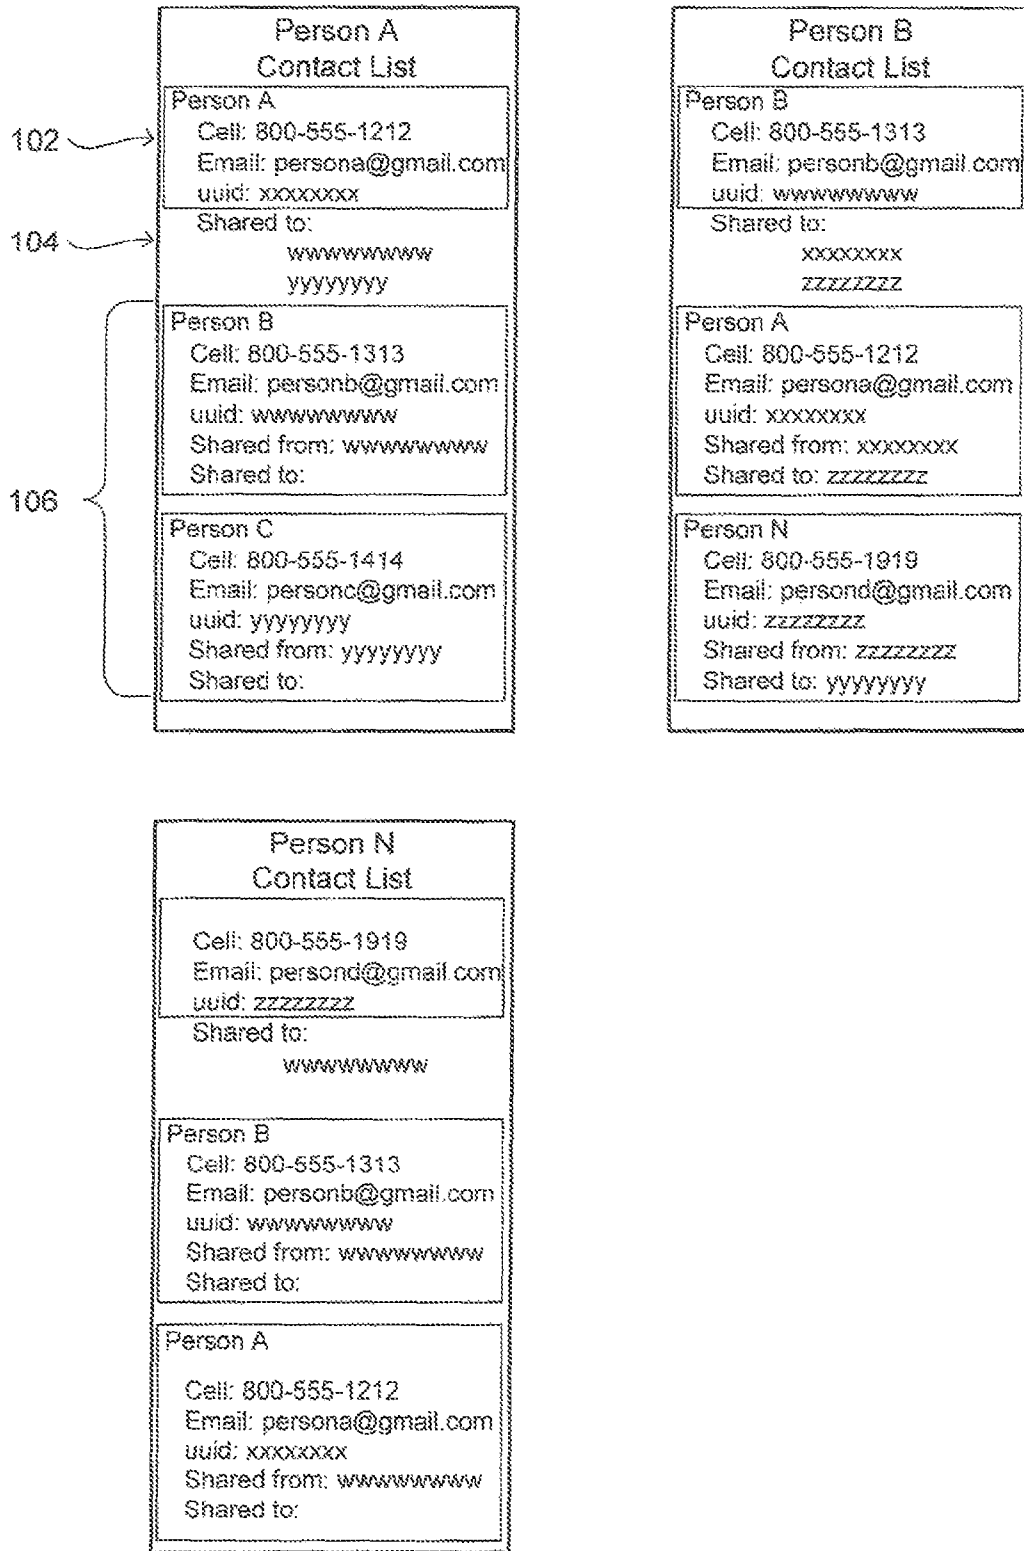 Person A
Contact List
Person A
Cell: 800-555-1212
Email: persona@gmail.com
uuid: xxxxxxxx
Shared to:
wwwwwwww
yyyyyyyy
Person B
Cell: 800-555-1313
Email: personb@gmail.com
uuid: wwwwwwww
Shared from: wwwwwwww
Shared to:
Person C
Cell: 800-555-1414
Email: personc@gmail.com
uuid: yyyyyyyy
Shared from: yyyyyyyy
Shared to:
102
104
106
Person B
Contact List
Person B
Cell: 800-555-1313
Email: personb@gmail.com
uuid: wwwwwwww
Shared to:
xxxxxxxx
zzzzzzzz
Person A
Cell: 800-555-1212
Email: persona@gmail.com
uuid: xxxxxxxx
Shared from: xxxxxxxx
Shared to: zzzzzzzz
Person N
Cell: 800-555-1919
Email: persond@gmail.com
uuid: zzzzzzzz
Shared from: zzzzzzzz
Shared to: yyyyyyyy
Person N
Contact List
Cell: 800-555-1919
Email: persond@gmail.com
uuid: zzzzzzzz
Shared to:
wwwwwwww
Person B
Cell: 800-555-1313
Email: personb@gmail.com
uuid: wwwwwwww
Shared from: wwwwwwww
Shared to:
Person A
Cell: 800-555-1212
Email: persona@gmail.com
uuid: xxxxxxxx
Shared from: wwwwwwww
Shared to: